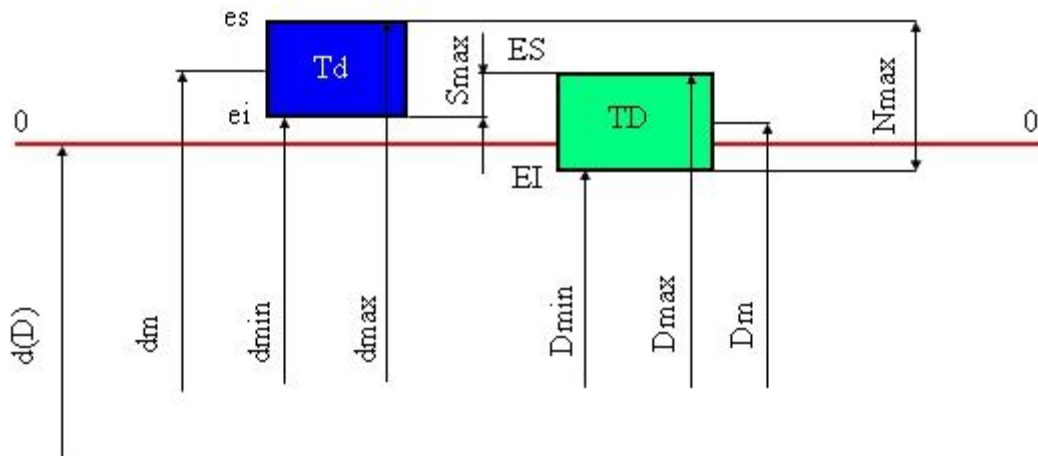 es
ES
Td
Smax
Nmax
ei
TD
0
0
EI
d(D)
dm
dmin
dmax
Dmin
Dmax
Dm